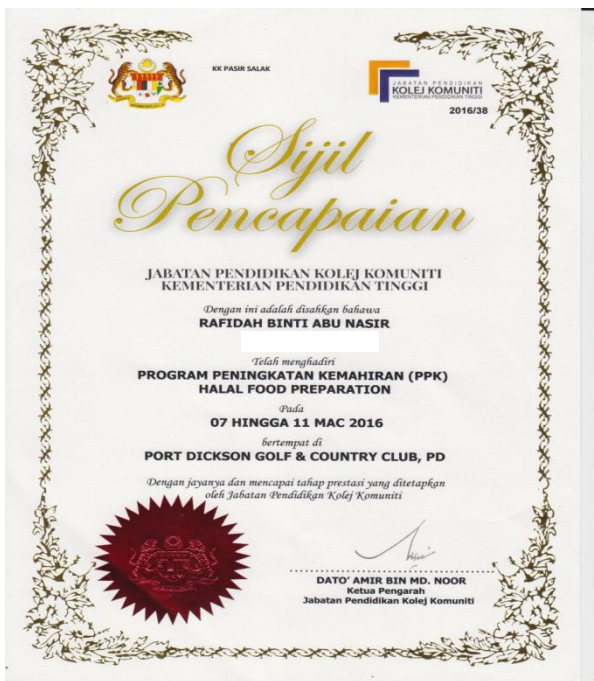 KK PASIR SALAK
JABATAN PENDIDIKAN
KOLEJ KOMUNITI
KEMENTERIAN PENDIDIKAN TINGGI
2016/38
Sijil
Pencapaian
JABATAN PENDIDIKAN KOLEJ KOMUNITI
KEMENTERIAN PENDIDIKAN TINGGI
Dengan ini adalah disahkan bahawa
RAFIDAH BINTI ABU NASIR
Telah menghadiri
PROGRAM PENINGKATAN KEMAHIRAN (PPK)
HALAL FOOD PREPARATION
Pada
07 HINGGA 11 MAC 2016
bertempat di
PORT DICKSON GOLF & COUNTRY CLUB, PD
Dengan jayanya dan mencapai tahap prestasi yang ditetapkan
oleh Jabatan Pendidikan Kolej Komuniti
DATO' AMIR BIN MD. NOOR
Ketua Pengarah
Jabatan Pendidikan Kolej Komuniti